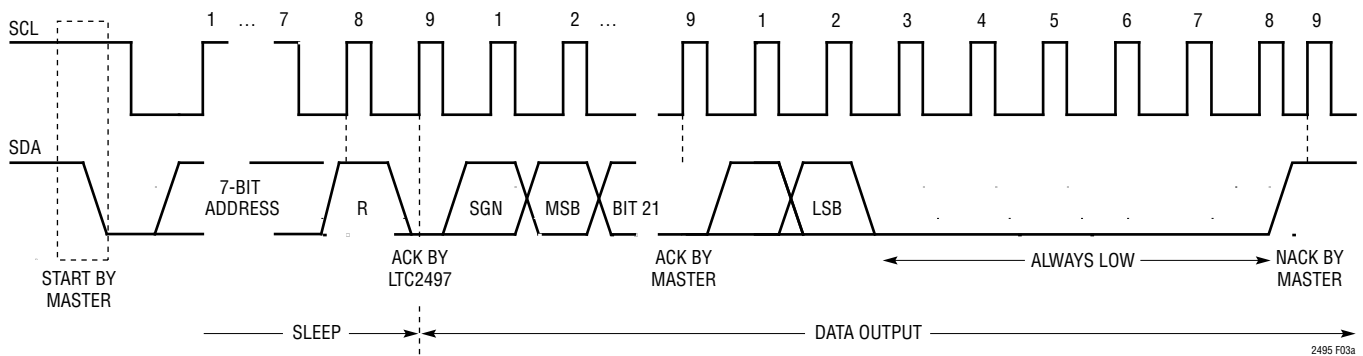 1 … 7 8 9 1 2 … 9 1 2 3 4 5 6 7 8 9
SCL
SDA
7-BIT
ADDRESS
R
SGN
MSB
BIT 21
LSB
START BY
MASTER
ACK BY
LTC2497
ACK BY
MASTER
ALWAYS LOW
NACK BY
MASTER
SLEEP
DATA OUTPUT
2495 F03a